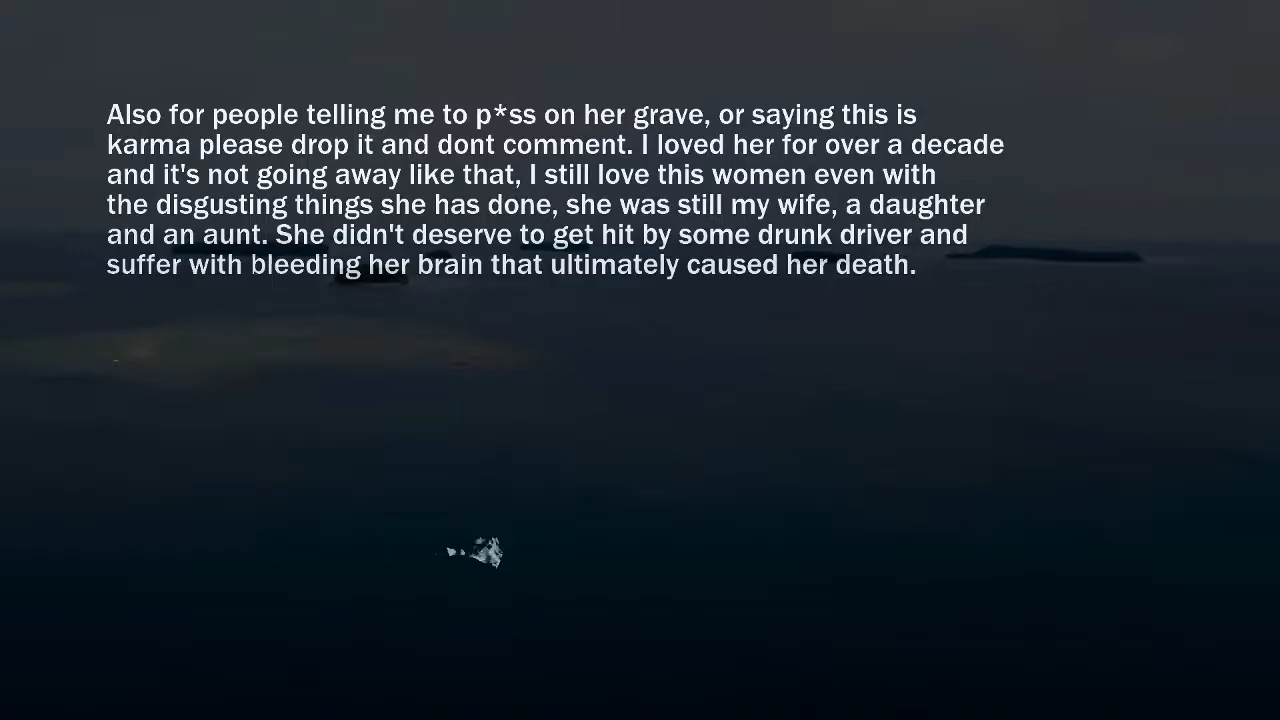 Also for people telling me to p*ss on her grave, or saying this is
karma please drop it and dont comment. I loved her for over a decade
and it's not going away like that, I still love this women even with
the disgusting things she has done, she was still my wife, a daughter
and an aunt. She didn't deserve to get hit by some drunk driver and
suffer with bleeding her brain that ultimately caused her death.